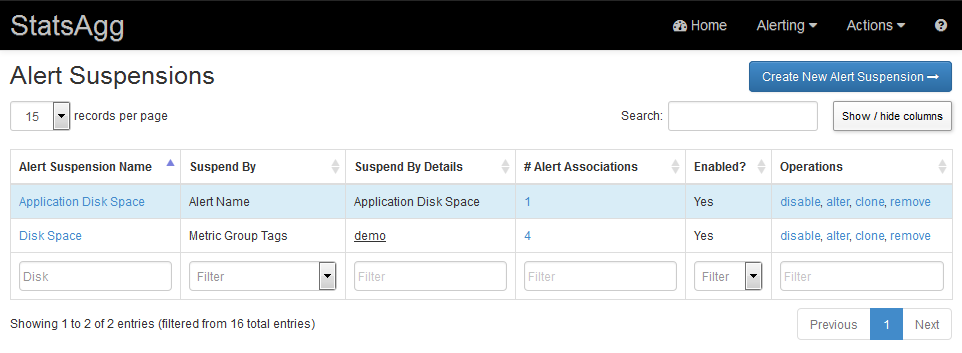 StatsAgg
Home Alerting Actions
Alert Suspensions
Create New Alert Suspension
15 records per page
Search:
Show / hide columns
Alert Suspension Name Suspend By Suspend By Details # Alert Associations Enabled? Operations
Application Disk Space Alert Name Application Disk Space 1 Yes disable, alter, clone, remove
Disk Space Metric Group Tags demo 4 Yes disable, alter, clone, remove
Disk Filter Filter Filter Filter Filter
Showing 1 to 2 of 2 entries (filtered from 16 total entries)
Previous 1 Next